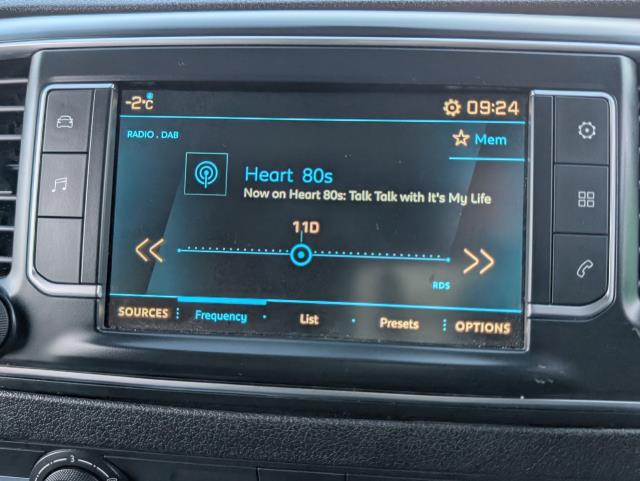 -2°C
09:24
RADIO . DAB
Mem
Heart 80s
Now on Heart 80s: Talk Talk with It's My Life
11D
RDS
SOURCES
Frequency
List
Presets
OPTIONS
3